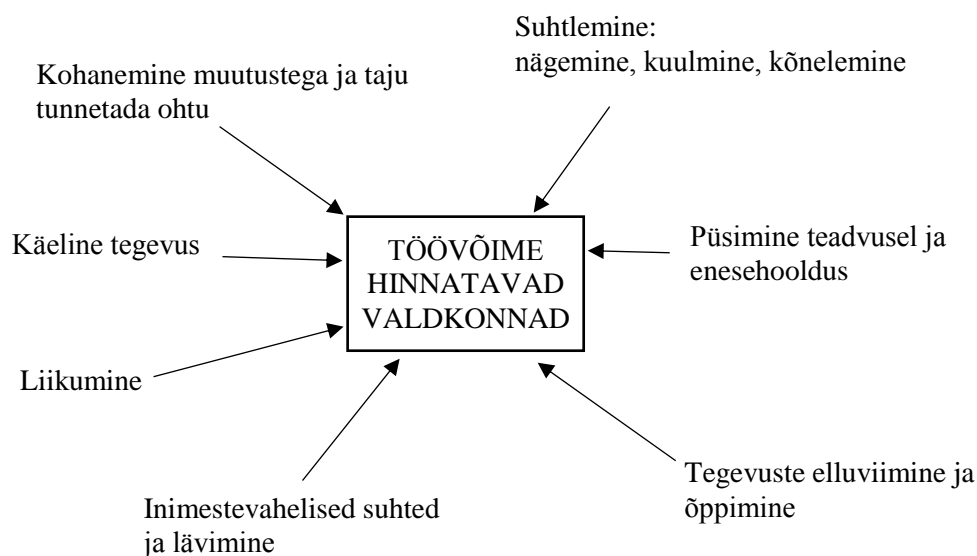 Suhtlemine:
nägemine, kuulmine, kõnelemine
Kohanemine muutustega ja taju
tunnetada ohtu
Käeline tegevus
TÖÖVÕIME
HINNATAVAD
VALDKONNAD
Püsimine teadvusel ja
enesehooldus
Liikumine
Tegevuste elluviimine ja
õppimine
Inimestevahelised suhted
ja lävimine